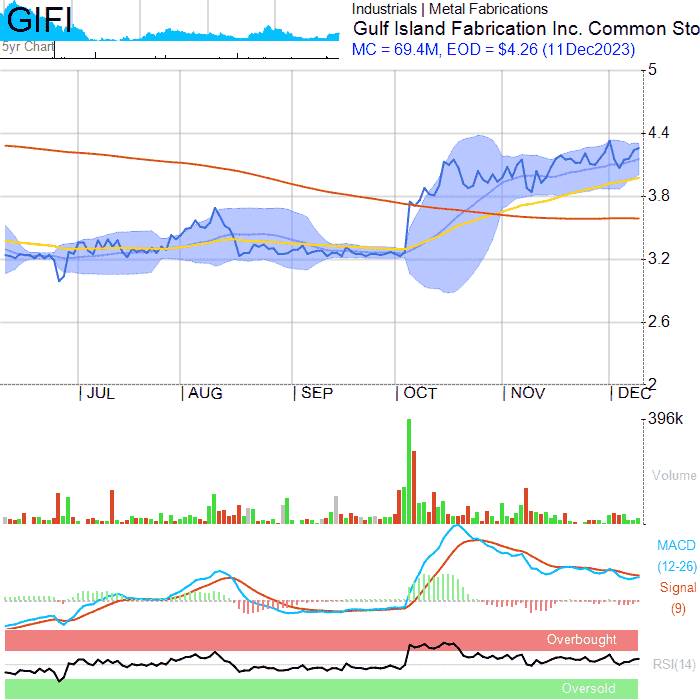 GIFI
5yr Chart
Industrials | Metal Fabrications
Gulf Island Fabrication Inc. Common Sto
MC = 69.4M, EOD = $4.26 (11Dec2023)
5
4.4
3.8
3.2
2.6
2
JUL AUG SEP OCT NOV DEC
396k
Volume
MACD
(12-26)
Signal
(9)
Overbought
RSI(14)
Oversold